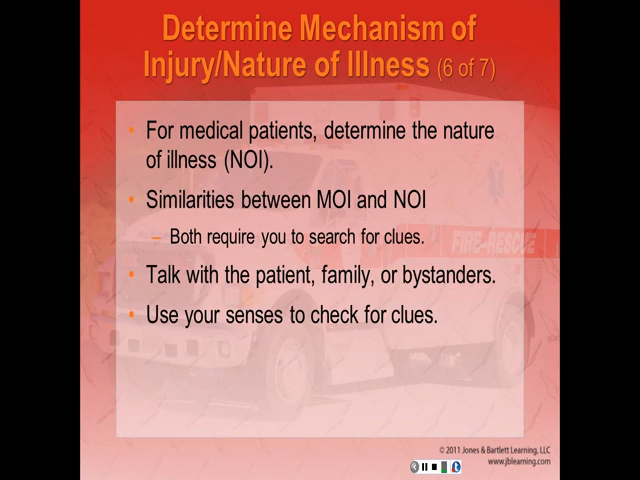 Determine Mechanism of
Injury/Nature of Illness (6 of 7)
• For medical patients, determine the nature
of illness (NOI).
• Similarities between MOI and NOI
– Both require you to search for clues.
FIRE-RESCUE
• Talk with the patient, family, or bystanders.
• Use your senses to check for clues.
© 2011 Jones & Bartlett Learning, LLC
www.jblearning.com